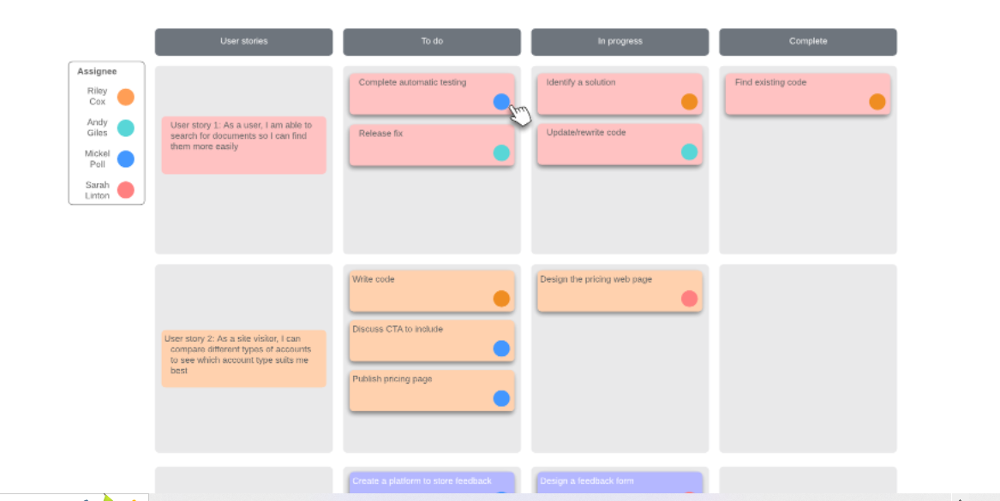 User stories
To do
In progress
Complete
Assignee
Riley
Cox
Andy
Giles
Mickel
Poll
Sarah
Linton
User story 1: As a user, I am able to
search for documents so I can find
them more easily
Complete automatic testing
Release fix
Identify a solution
Update/rewrite code
Find existing code
User story 2: As a site visitor, I can
compare different types of accounts
to see which account type suits me
best
Write code
Discuss CTA to include
Publish pricing page
Design the pricing web page
Create a platform to store feedback
Design a feedback form